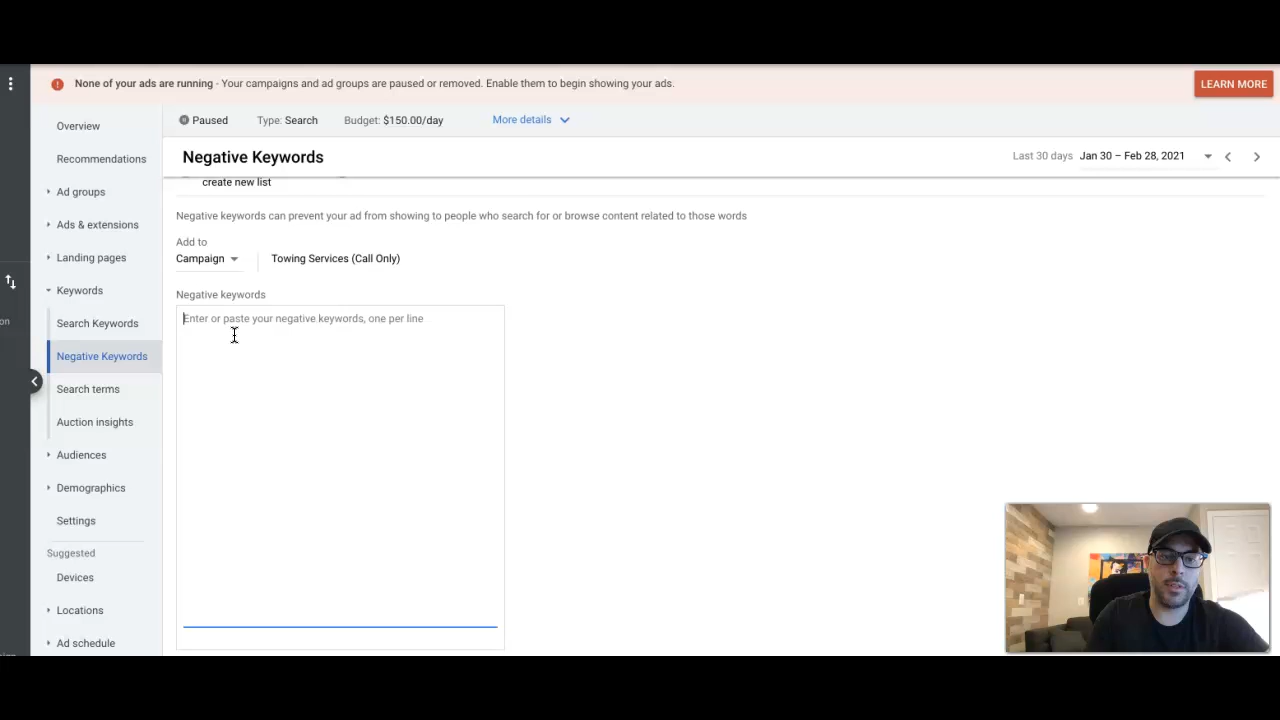 None of your ads are running - Your campaigns and ad groups are paused or removed. Enable them to begin showing your ads.
LEARN MORE
Overview
Recommendations
Ad groups
Ads & extensions
Landing pages
Keywords
Search Keywords
Negative Keywords
Search terms
Auction insights
Audiences
Demographics
Settings
Suggested
Devices
Locations
Ad schedule
on
Paused
Type: Search
Budget: $150.00/day
More details
Negative Keywords
Last 30 days
Jan 30 – Feb 28, 2021
create new list
Negative keywords can prevent your ad from showing to people who search for or browse content related to those words
Add to
Campaign
Towing Services (Call Only)
Negative keywords
Enter or paste your negative keywords, one per line